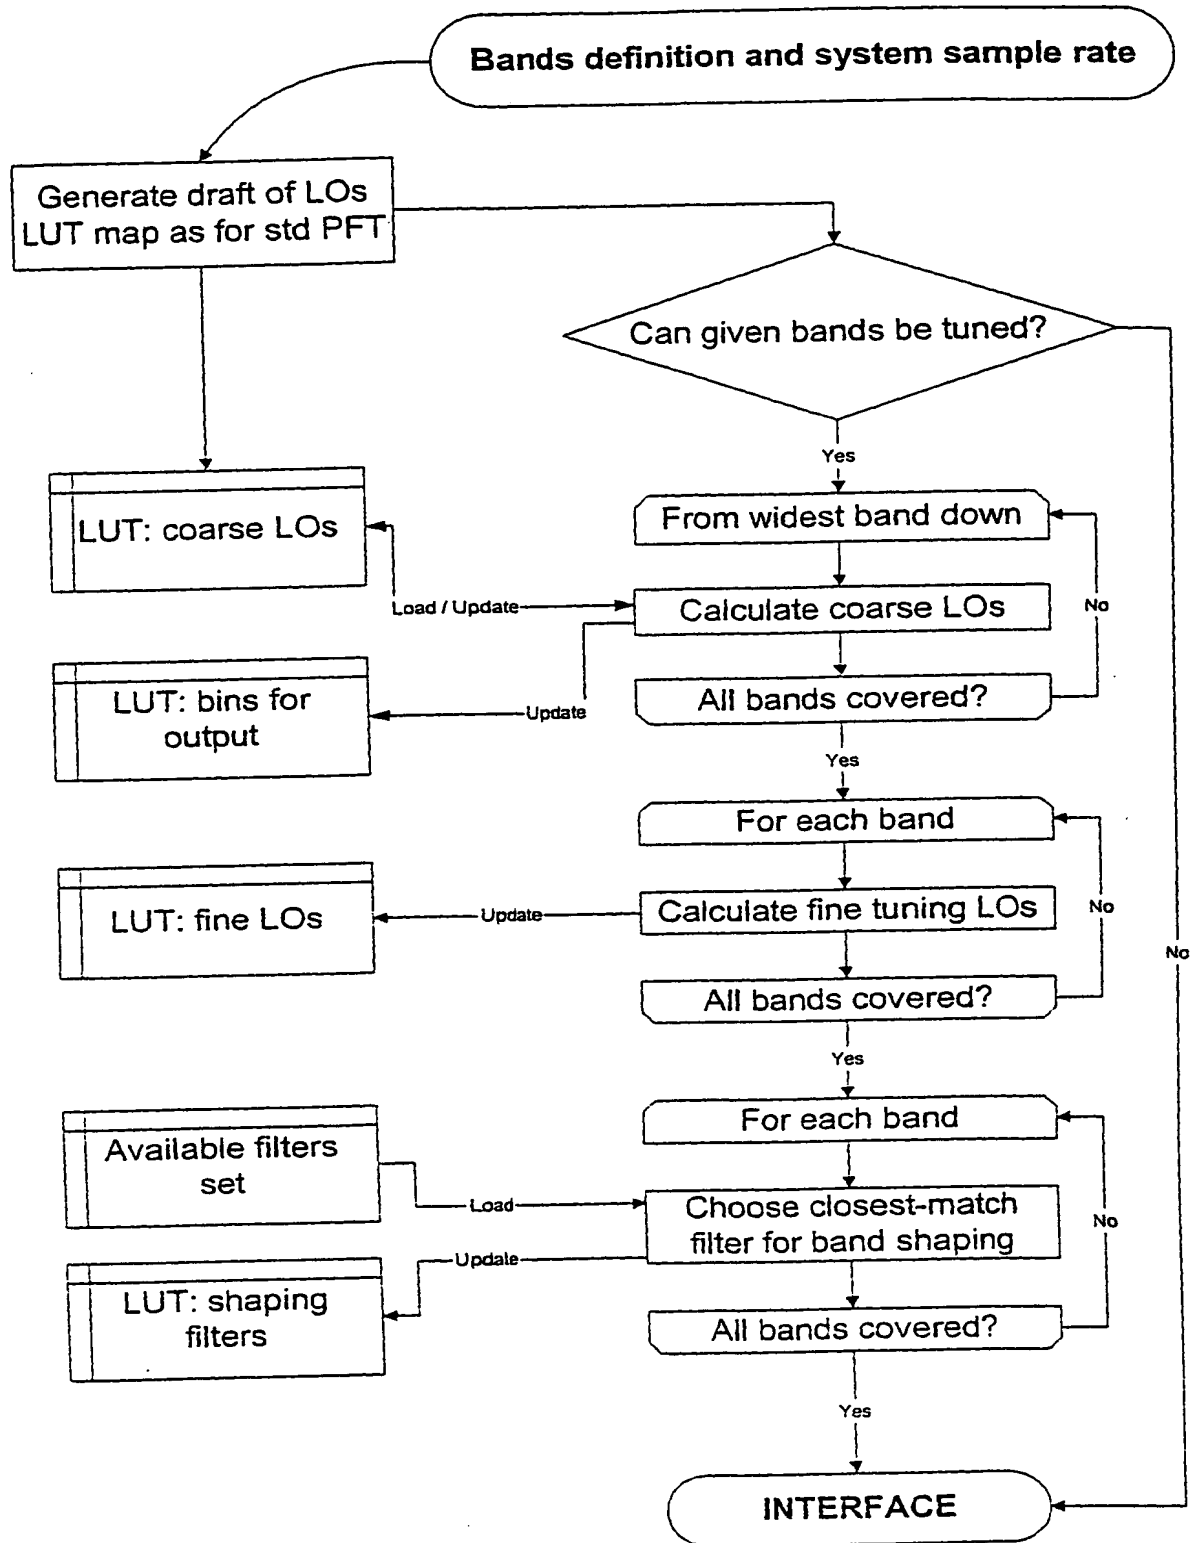 Bands definition and system sample rate
Generate draft of LOs
LUT map as for std PFT
Can given bands be tuned?
Yes
From widest band down
LUT: coarse LOs
Load / Update
Calculate coarse LOs
No
LUT: bins for
output
Update
All bands covered?
Yes
For each band
LUT: fine LOs
Update
Calculate fine tuning LOs
No
No
All bands covered?
Yes
For each band
Available filters
set
Load
Choose closest-match
filter for band shaping
No
Update
LUT: shaping
filters
All bands covered?
Yes
INTERFACE